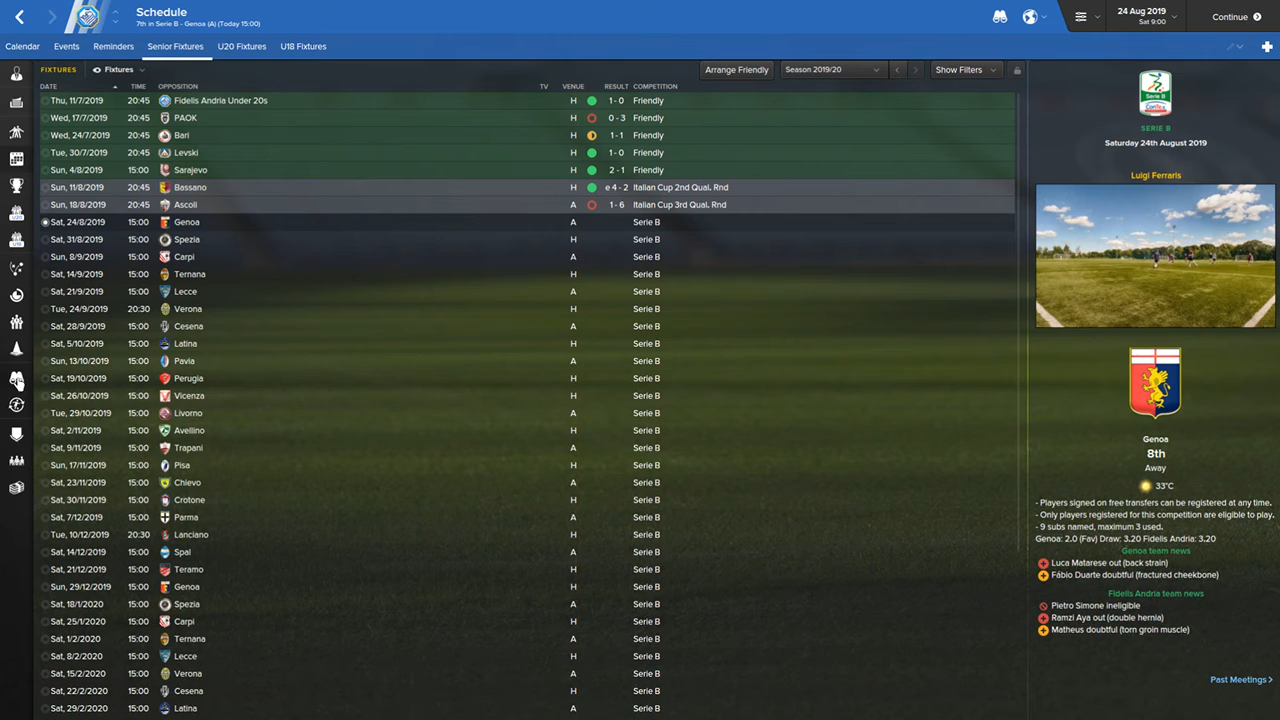 Schedule
7th in Serie B - Genoa (A) (Today 15:00)
24 Aug 2019
Sat 9:00
Continue
Calendar Events Reminders Senior Fixtures U20 Fixtures U18 Fixtures
FIXTURES Fixtures Arrange Friendly Season 2019/20 Show Filters
DATE TIME OPPOSITION TV VENUE RESULT COMPETITION
Thu, 11/7/2019 20:45 Fidelis Andria Under 20s H 1 - 0 Friendly
Wed, 17/7/2019 20:45 PAOK H 0 - 3 Friendly
Wed, 24/7/2019 20:45 Bari H 1 - 1 Friendly
Tue, 30/7/2019 20:45 Levski H 1 - 0 Friendly
Sun, 4/8/2019 15:00 Sarajevo H 2 - 1 Friendly
Sun, 11/8/2019 20:45 Bassano H e 4 - 2 Italian Cup 2nd Qual. Rnd
Sun, 18/8/2019 20:45 Ascoli A 1 - 6 Italian Cup 3rd Qual. Rnd
Sat, 24/8/2019 15:00 Genoa A Serie B
Sat, 31/8/2019 15:00 Spezia H Serie B
Sun, 8/9/2019 15:00 Carpi A Serie B
Sat, 14/9/2019 15:00 Ternana H Serie B
Sat, 21/9/2019 15:00 Lecce A Serie B
Tue, 24/9/2019 20:30 Verona H Serie B
Sat, 28/9/2019 15:00 Cesena A Serie B
Sat, 5/10/2019 15:00 Latina H Serie B
Sun, 13/10/2019 15:00 Pavia A Serie B
Sat, 19/10/2019 15:00 Perugia H Serie B
Sat, 26/10/2019 15:00 Vicenza H Serie B
Tue, 29/10/2019 15:00 Livorno A Serie B
Sat, 2/11/2019 15:00 Avellino H Serie B
Sat, 9/11/2019 15:00 Trapani A Serie B
Sun, 17/11/2019 15:00 Pisa H Serie B
Sat, 23/11/2019 15:00 Chievo A Serie B
Sat, 30/11/2019 15:00 Crotone H Serie B
Sat, 7/12/2019 15:00 Parma A Serie B
Tue, 10/12/2019 20:30 Lanciano H Serie B
Sat, 14/12/2019 15:00 Spal A Serie B
Sat, 21/12/2019 15:00 Teramo H Serie B
Sun, 29/12/2019 15:00 Genoa H Serie B
Sat, 18/1/2020 15:00 Spezia A Serie B
Sat, 25/1/2020 15:00 Carpi H Serie B
Sat, 1/2/2020 15:00 Ternana A Serie B
Sat, 8/2/2020 15:00 Lecce H Serie B
Sat, 15/2/2020 15:00 Verona A Serie B
Sat, 22/2/2020 15:00 Cesena H Serie B
Sat, 29/2/2020 15:00 Latina A Serie B
Serie B
SERIE B
Saturday 24th August 2019
Luigi Ferraris
Genoa
8th
Away
33°C
- Players signed on free transfers can be registered at any time.
- Only players registered for this competition are eligible to play.
- 9 subs named, maximum 3 used.
Genoa: 2.0 (Fav) Draw: 3.20 Fidelis Andria: 3.20
Genoa team news
Luca Matarese out (back strain)
Fábio Duarte doubtful (fractured cheekbone)
Fidelis Andria team news
Pietro Simone ineligible
Ramzi Aya out (double hernia)
Matheus doubtful (torn groin muscle)
Past Meetings >